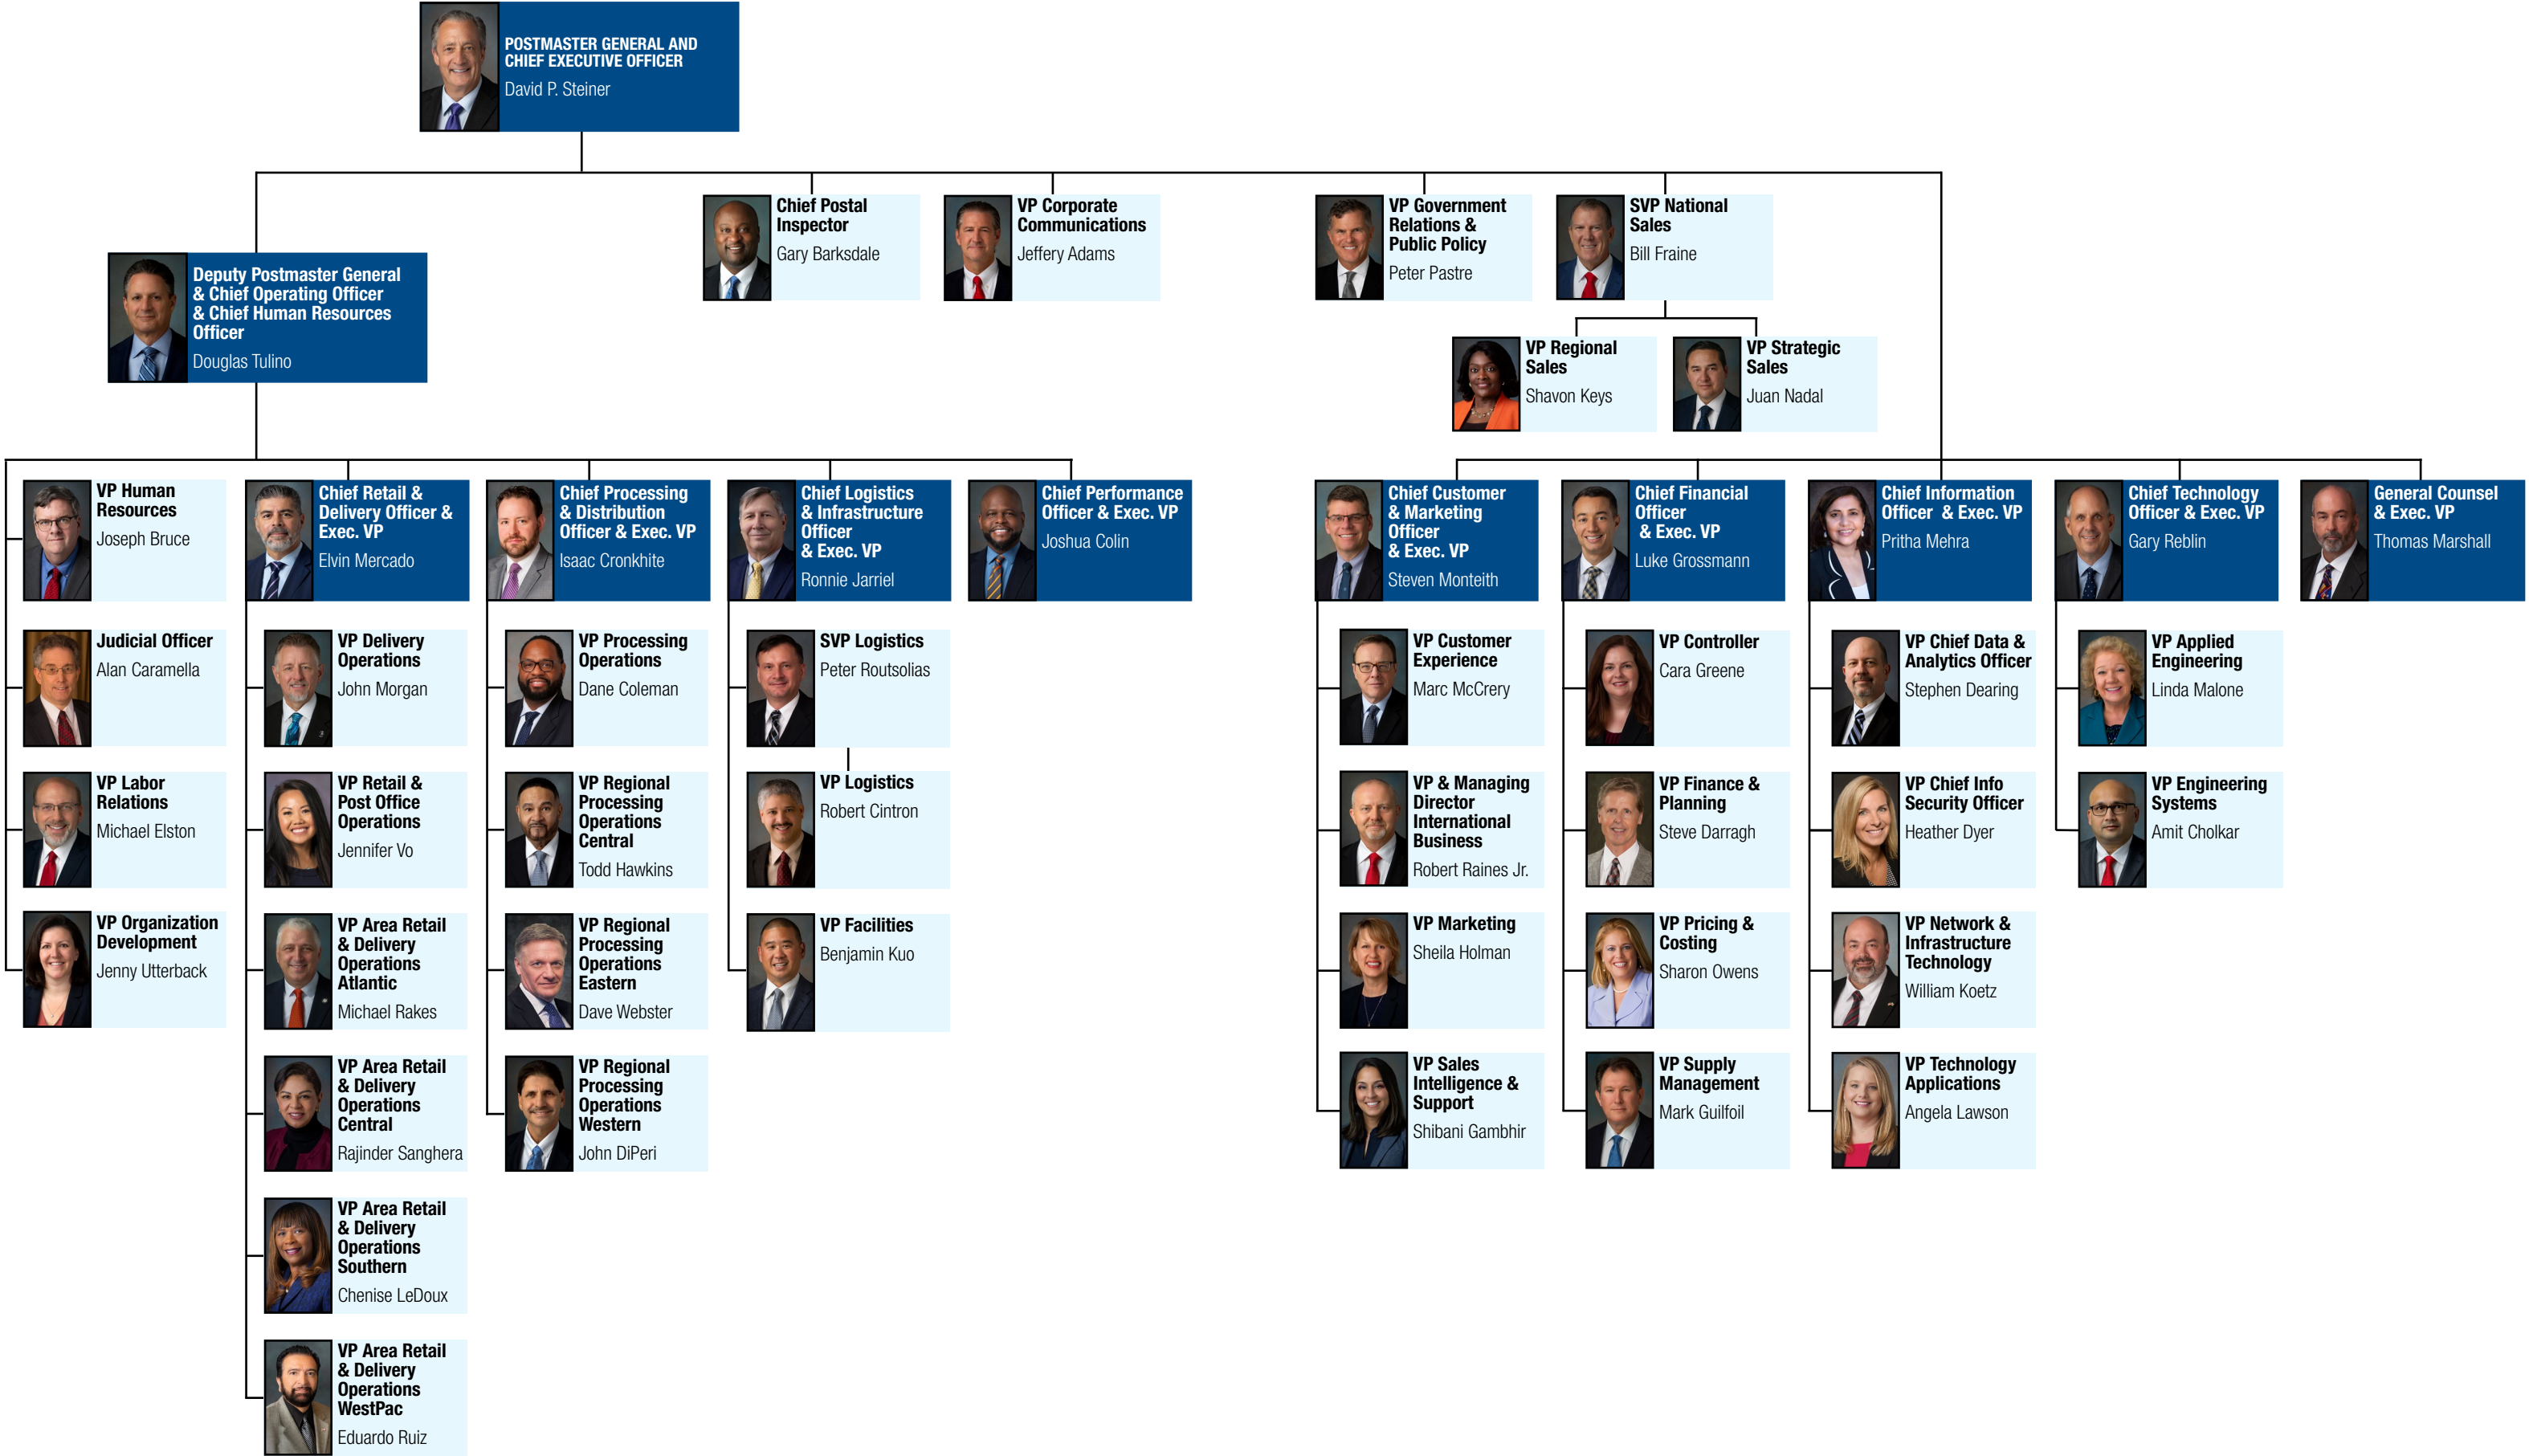 POSTMASTER GENERAL AND
CHIEF EXECUTIVE OFFICER
David P. Steiner
Chief Postal
Inspector
Gary Barksdale
VP Corporate
Communications
Jeffery Adams
VP Government
Relations &
Public Policy
Peter Pastre
SVP National
Sales
Bill Fraine
Deputy Postmaster General
& Chief Operating Officer
& Chief Human Resources
Officer
Douglas Tulino
VP Regional
Sales
Shavon Keys
VP Strategic
Sales
Juan Nadal
VP Human
Resources
Joseph Bruce
Judicial Officer
Alan Caramella
VP Labor
Relations
Michael Elston
VP Organization
Development
Jenny Utterback
Chief Retail &
Delivery Officer &
Exec. VP
Elvin Mercado
VP Delivery
Operations
John Morgan
VP Retail &
Post Office
Operations
Jennifer Vo
VP Area Retail
& Delivery
Operations
Atlantic
Michael Rakes
VP Area Retail
& Delivery
Operations
Central
Rajinder Sanghera
VP Area Retail
& Delivery
Operations
Southern
Chenise LeDoux
VP Area Retail
& Delivery
Operations
WestPac
Eduardo Ruiz
Chief Processing
& Distribution
Officer & Exec. VP
Isaac Cronkhite
VP Processing
Operations
Dane Coleman
VP Regional
Processing
Operations
Central
Todd Hawkins
VP Regional
Processing
Operations
Eastern
Dave Webster
VP Regional
Processing
Operations
Western
John DiPeri
Chief Logistics
& Infrastructure
Officer
& Exec. VP
Ronnie Jarriel
SVP Logistics
Peter Routsolias
VP Logistics
Robert Cintron
VP Facilities
Benjamin Kuo
Chief Performance
Officer & Exec. VP
Joshua Colin
Chief Customer
& Marketing
Officer
& Exec. VP
Steven Monteith
VP Customer
Experience
Marc McCrery
VP & Managing
Director
International
Business
Robert Raines Jr.
VP Marketing
Sheila Holman
VP Sales
Intelligence &
Support
Shibani Gambhir
Chief Financial
Officer
& Exec. VP
Luke Grossmann
VP Controller
Cara Greene
VP Finance &
Planning
Steve Darragh
VP Pricing &
Costing
Sharon Owens
VP Supply
Management
Mark Guilfoil
Chief Information
Officer & Exec. VP
Pritha Mehra
VP Chief Data &
Analytics Officer
Stephen Dearing
VP Chief Info
Security Officer
Heather Dyer
VP Network &
Infrastructure
Technology
William Koetz
VP Technology
Applications
Angela Lawson
Chief Technology
Officer & Exec. VP
Gary Reblin
VP Applied
Engineering
Linda Malone
VP Engineering
Systems
Amit Cholkar
General Counsel
& Exec. VP
Thomas Marshall